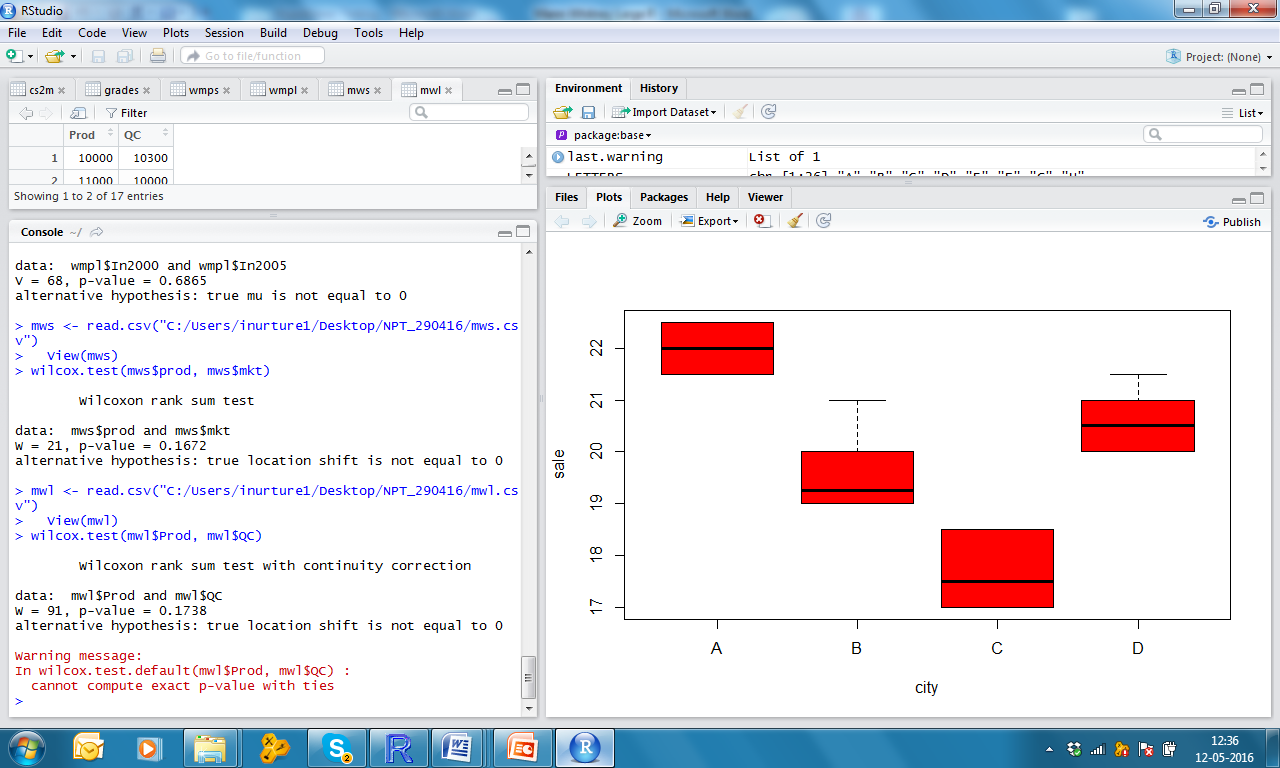 RStudio
File Edit Code View Plots Session Build Debug Tools Help
Go to file/function
Project: (None)
cs2m grades wmps wmpl mws mwl
Filter
Prod QC
1 10000 10300
2 11000 10000
Showing 1 to 2 of 17 entries
Console ~/
data:  wmpl$In2000 and wmpl$In2005
V = 68, p-value = 0.6865
alternative hypothesis: true mu is not equal to 0
> mws <- read.csv("C:/Users/inurture1/Desktop/NPT_290416/mws.cs
v")
>   View(mws)
> wilcox.test(mws$prod, mws$mkt)
Wilcoxon rank sum test
data:  mws$prod and mws$mkt
W = 21, p-value = 0.1672
alternative hypothesis: true location shift is not equal to 0
> mwl <- read.csv("C:/Users/inurture1/Desktop/NPT_290416/mwl.cs
v")
>   View(mwl)
> wilcox.test(mwl$Prod, mwl$QC)
Wilcoxon rank sum test with continuity correction
data:  mwl$Prod and mwl$QC
W = 91, p-value = 0.1738
alternative hypothesis: true location shift is not equal to 0
Warning message:
In wilcox.test.default(mwl$Prod, mwl$QC) :
cannot compute exact p-value with ties
>
Environment History
Import Dataset List
package:base
last.warning List of 1
LETTERS chr [1:26] "A" "B" "C" "D" "E" "F" "G" "H"
Files Plots Packages Help Viewer
Zoom Export Publish
22
21
20
19
18
17
sale
A B C D
city
2
12:36
12-05-2016